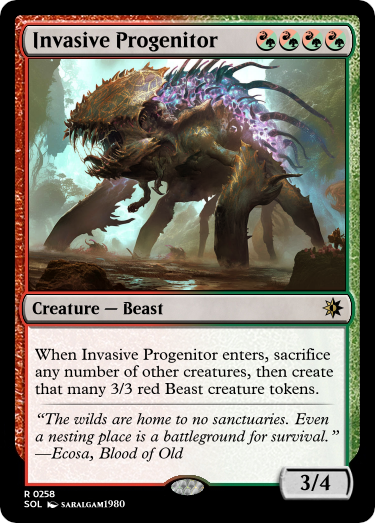 Invasive Progenitor
Creature — Beast
When Invasive Progenitor enters, sacrifice
any number of other creatures, then create
that many 3/3 red Beast creature tokens.
“The wilds are home to no sanctuaries. Even
a nesting place is a battleground for survival.”
—Ecosa, Blood of Old
3/4
R 0258
SOL SARALGAM1980